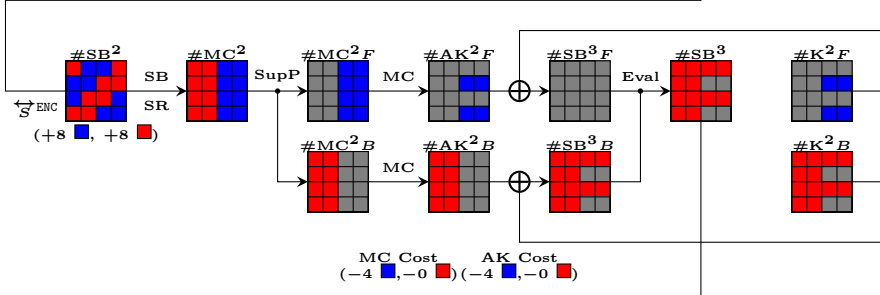 #SB² #MC² #MC²F #AK²F #SB³F #SB³ #K²F
SB SupP MC Eval
SR
↔S ENC
(+8 , +8 )
#MC²B #AK²B #SB³B #K²B
MC
MC Cost AK Cost
(−4 ,−0 ) (−4 ,−0 )